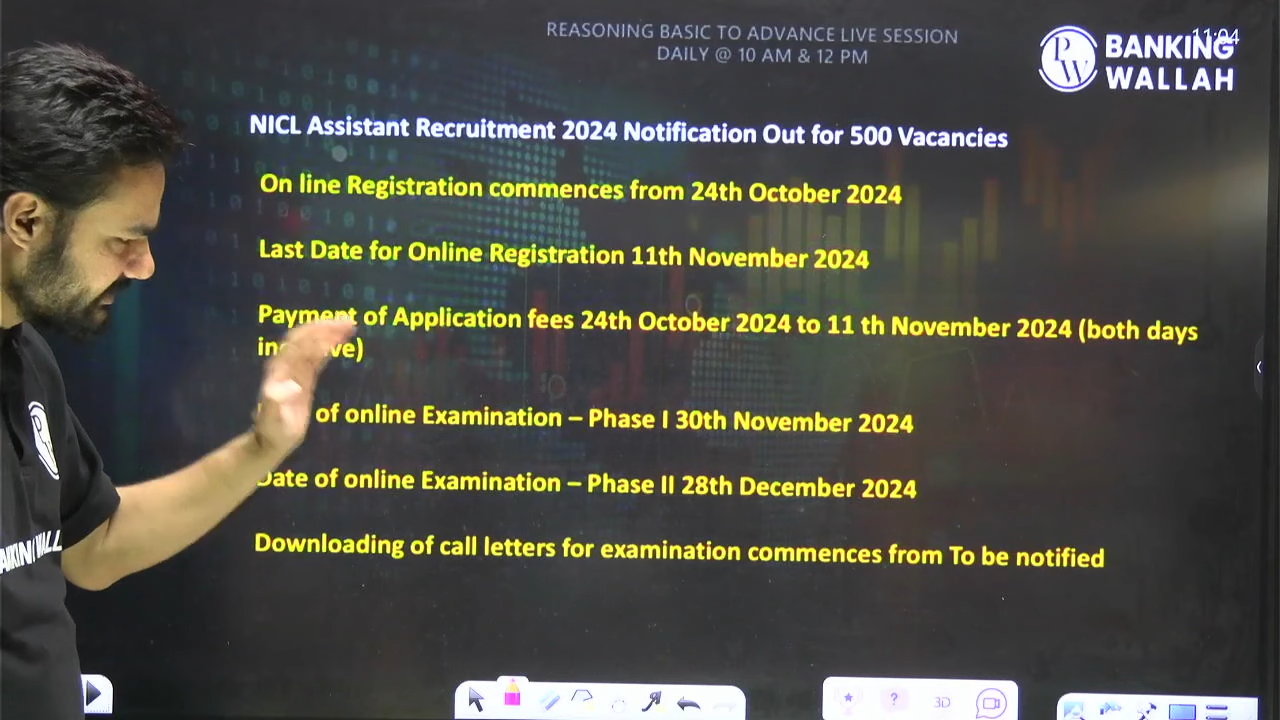 REASONING BASIC TO ADVANCE LIVE SESSION
DAILY @ 10 AM & 12 PM
11:04
PW
BANKING
WALLAH
NICL Assistant Recruitment 2024 Notification Out for 500 Vacancies
On line Registration commences from 24th October 2024
Last Date for Online Registration 11th November 2024
Payment of Application fees 24th October 2024 to 11 th November 2024 (both days
of online Examination – Phase I 30th November 2024
Date of online Examination – Phase II 28th December 2024
Downloading of call letters for examination commences from To be notified
3D
?